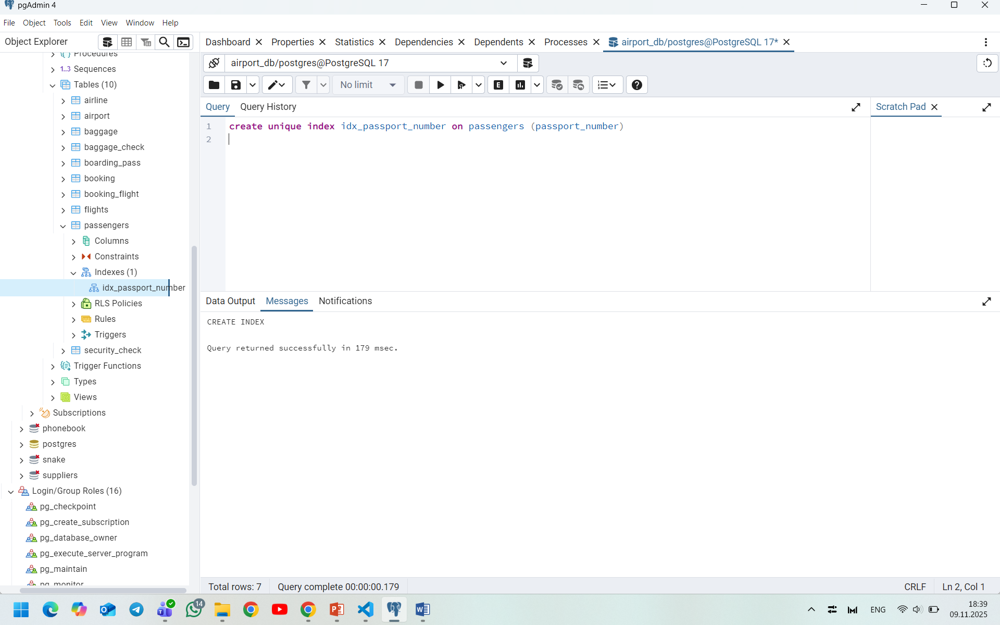 pgAdmin 4
File Object Tools Edit View Window Help
Object Explorer
Dashboard Properties Statistics Dependencies Dependents Processes airport_db/postgres@PostgreSQL 17*
airport_db/postgres@PostgreSQL 17
No limit
E
Query Query History
Scratch Pad
1 create unique index idx_passport_number on passengers (passport_number)
2
Procedures
1..3 Sequences
Tables (10)
airline
airport
baggage
baggage_check
boarding_pass
booking
booking_flight
flights
passengers
Columns
Constraints
Indexes (1)
idx_passport_number
RLS Policies
Rules
Triggers
security_check
Trigger Functions
Types
Views
Subscriptions
phonebook
postgres
snake
suppliers
Login/Group Roles (16)
pg_checkpoint
pg_create_subscription
pg_database_owner
pg_execute_server_program
pg_maintain
pg_monitor
Data Output Messages Notifications
CREATE INDEX
Query returned successfully in 179 msec.
Total rows: 7 Query complete 00:00:00.179
CRLF Ln 2, Col 1
14
ENG
18:39
09.11.2025